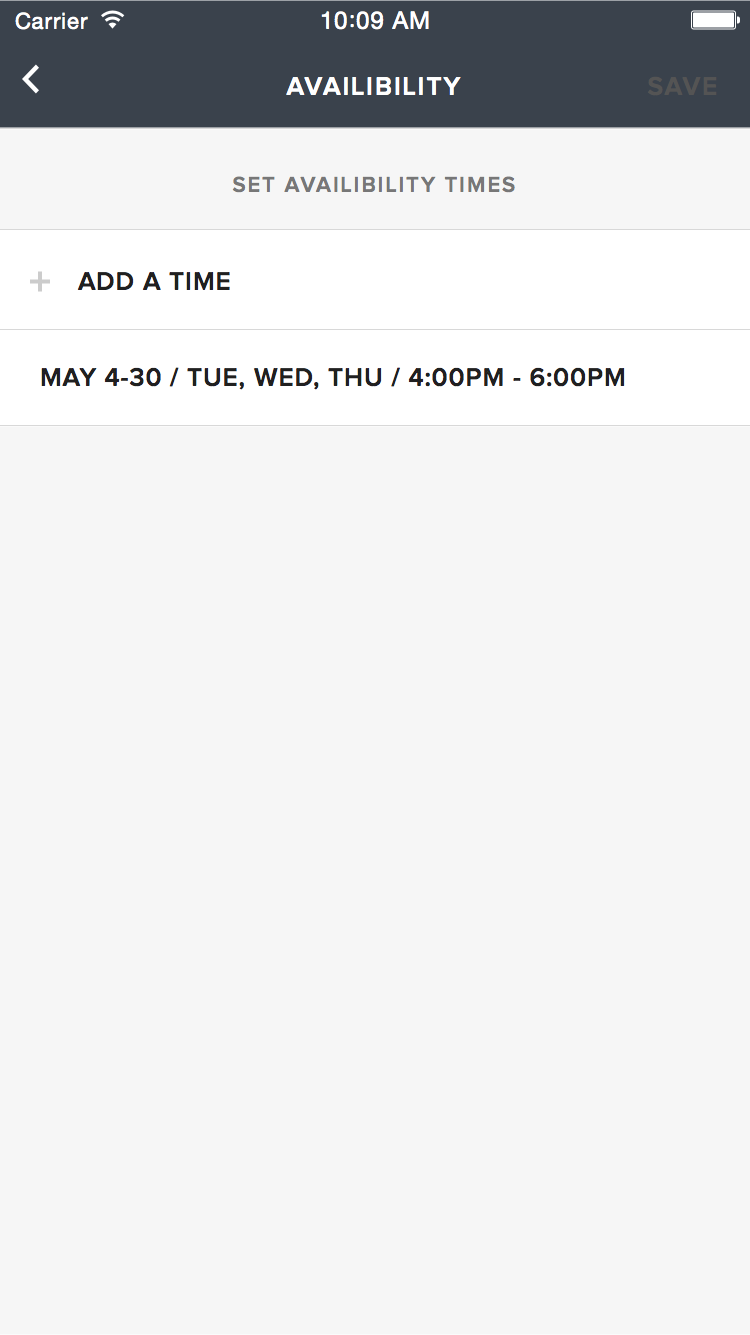 Carrier 10:09 AM
AVAILIBILITY SAVE
SET AVAILIBILITY TIMES
+ ADD A TIME
MAY 4-30 / TUE, WED, THU / 4:00PM - 6:00PM